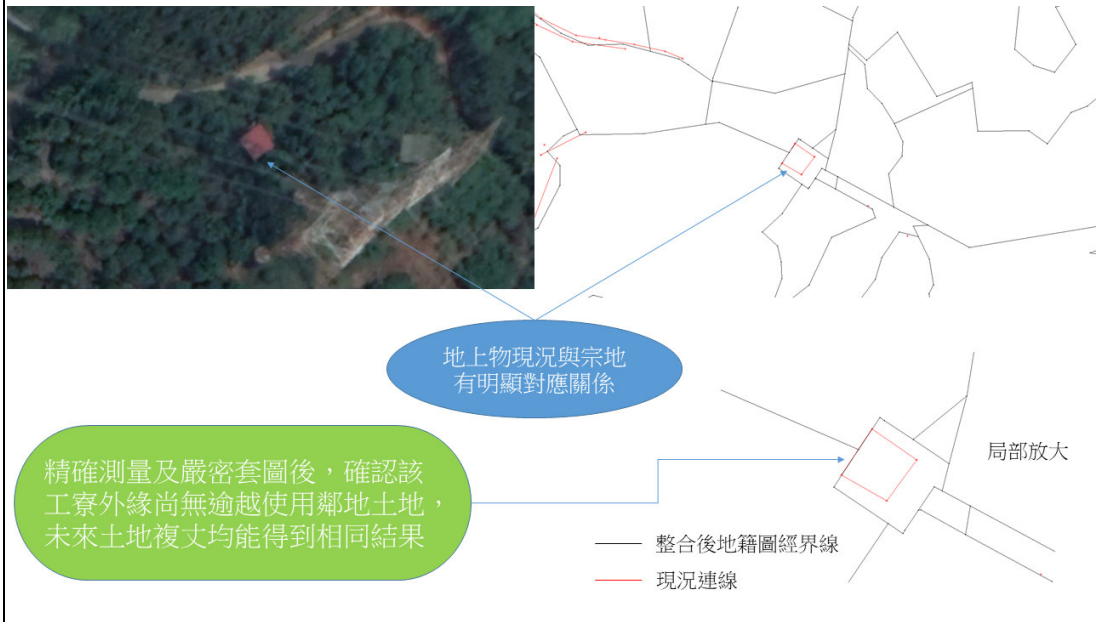 地上物現況與宗地
有明顯對應關係
精確測量及嚴密套圖後，確認該
工寮外緣尚無逾越使用鄰地土地，
未來土地複丈均能得到相同結果
局部放大
整合後地籍圖經界線
現況連線